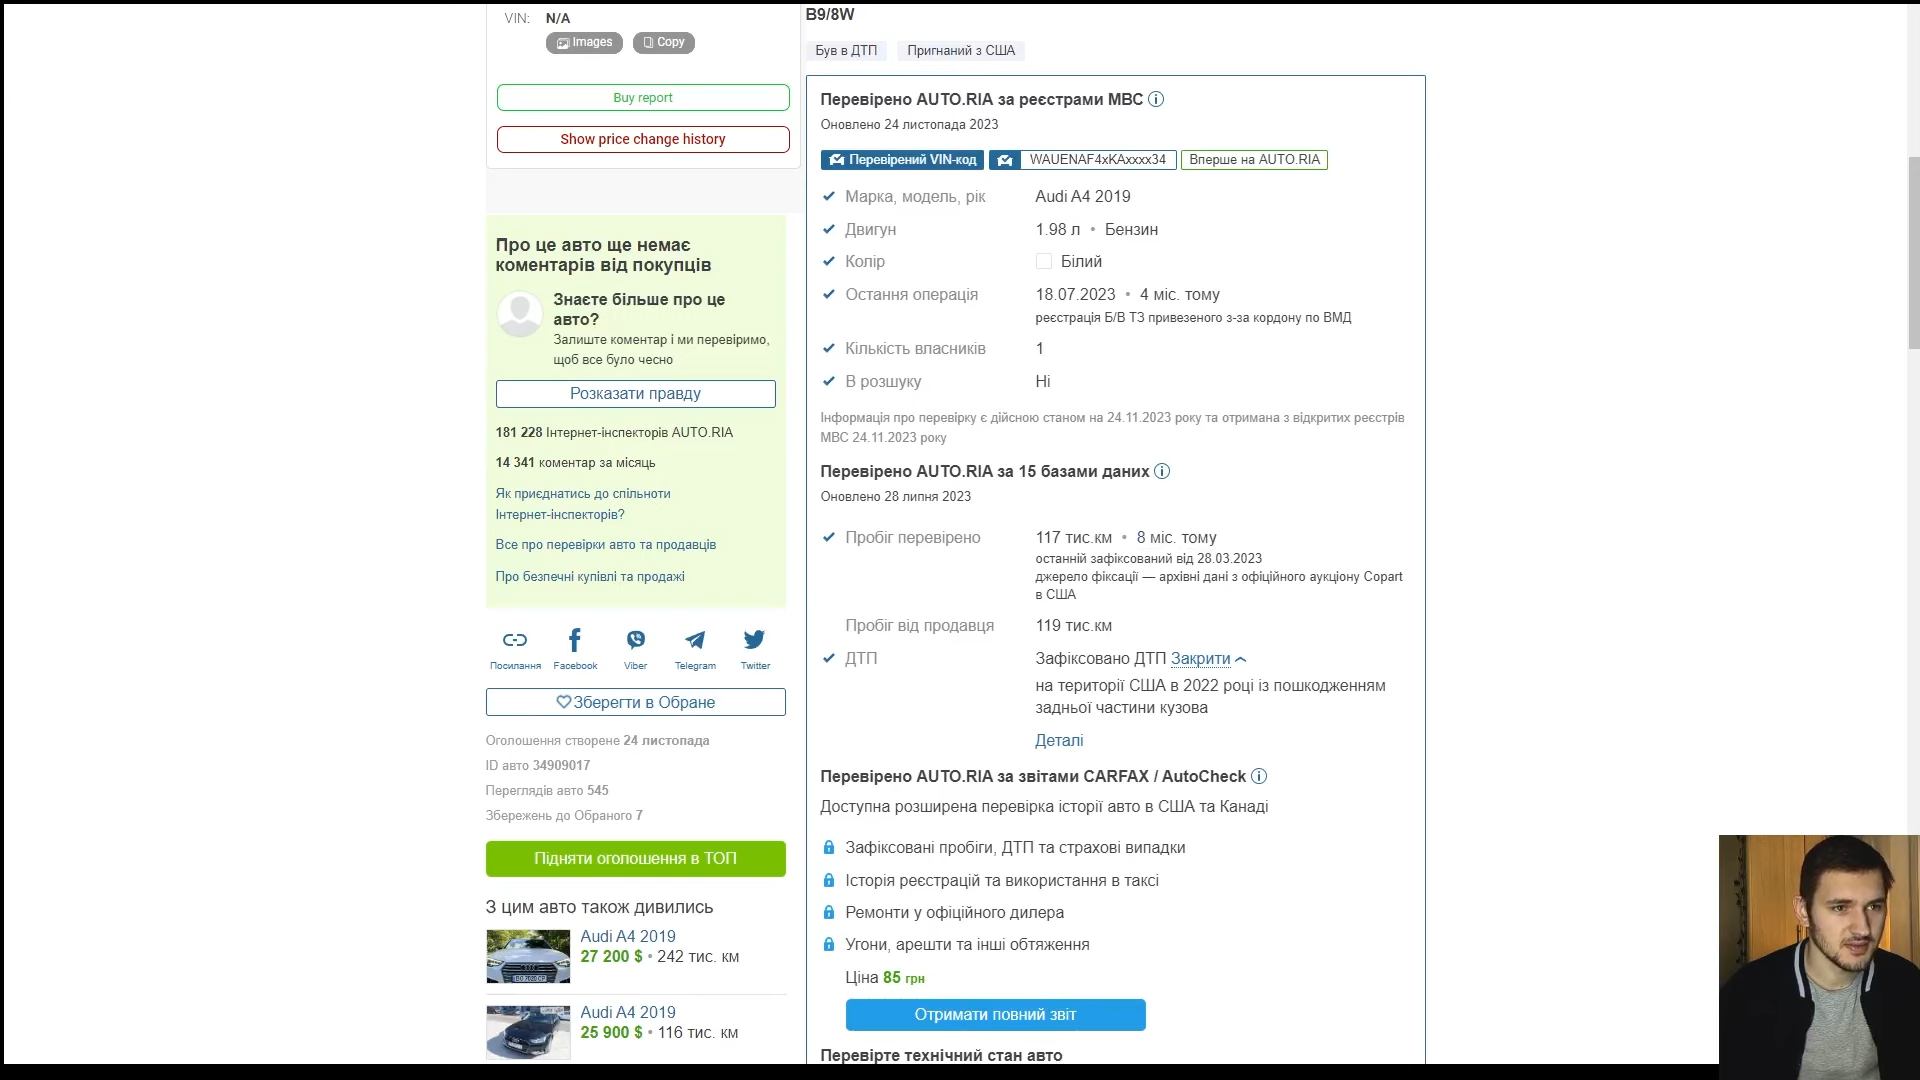 VIN: N/A
Images Copy
Buy report
Show price change history
Про це авто ще немає
коментарів від покупців
Знаєте більше про це
авто?
Залиште коментар і ми перевіримо,
щоб все було чесно
Розказати правду
181 228 Інтернет-інспекторів AUTO.RIA
14 341 коментар за місяць
Як приєднатись до спільноти
Інтернет-інспекторів?
Все про перевірки авто та продавців
Про безпечні купівлі та продажі
Посилання Facebook Viber Telegram Twitter
Зберегти в Обране
Оголошення створене 24 листопада
ID авто 34909017
Переглядів авто 545
Збережень до Обраного 7
Підняти оголошення в ТОП
З цим авто також дивились
Audi A4 2019
27 200 $ • 242 тис. км
Audi A4 2019
25 900 $ • 116 тис. км
B9/8W
Був в ДТП Пригнаний з США
Перевірено AUTO.RIA за реєстрами МВС
Оновлено 24 листопада 2023
Перевірений VIN-код WAUENAF4xKAxxxx34 Вперше на AUTO.RIA
Марка, модель, рік Audi A4 2019
Двигун 1.98 л • Бензин
Колір Білий
Остання операція 18.07.2023 • 4 міс. тому
реєстрація Б/В ТЗ привезеного з-за кордону по ВМД
Кількість власників 1
В розшуку Ні
Інформація про перевірку є дійсною станом на 24.11.2023 року та отримана з відкритих реєстрів
МВС 24.11.2023 року
Перевірено AUTO.RIA за 15 базами даних
Оновлено 28 липня 2023
Пробіг перевірено 117 тис.км • 8 міс. тому
останній зафіксований від 28.03.2023
джерело фіксації — архівні дані з офіційного аукціону Copart
в США
Пробіг від продавця 119 тис.км
ДТП Зафіксовано ДТП Закрити
на території США в 2022 році із пошкодженням
задньої частини кузова
Деталі
Перевірено AUTO.RIA за звітами CARFAX / AutoCheck
Доступна розширена перевірка історії авто в США та Канаді
Зафіксовані пробіги, ДТП та страхові випадки
Історія реєстрацій та використання в таксі
Ремонти у офіційного дилера
Угони, арешти та інші обтяження
Ціна 85 грн
Отримати повний звіт
Перевірте технічний стан авто